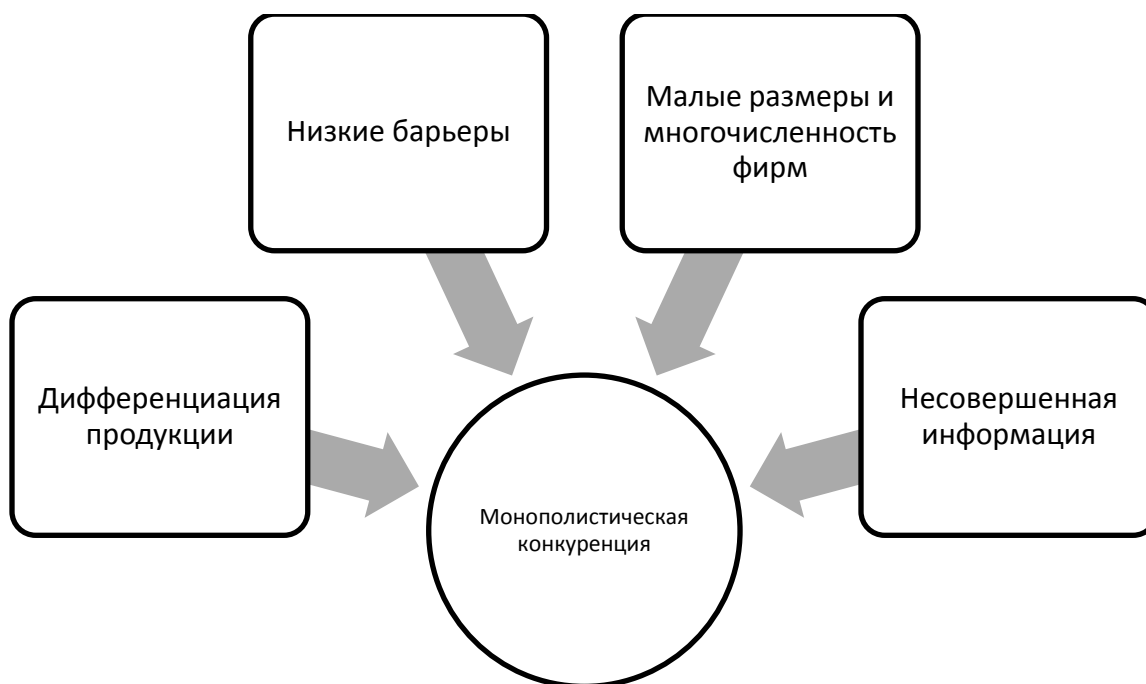 Низкие барьеры
Малые размеры и
многочисленность
фирм
Дифференциация
продукции
Несовершенная
информация
Монополистическая
конкуренция